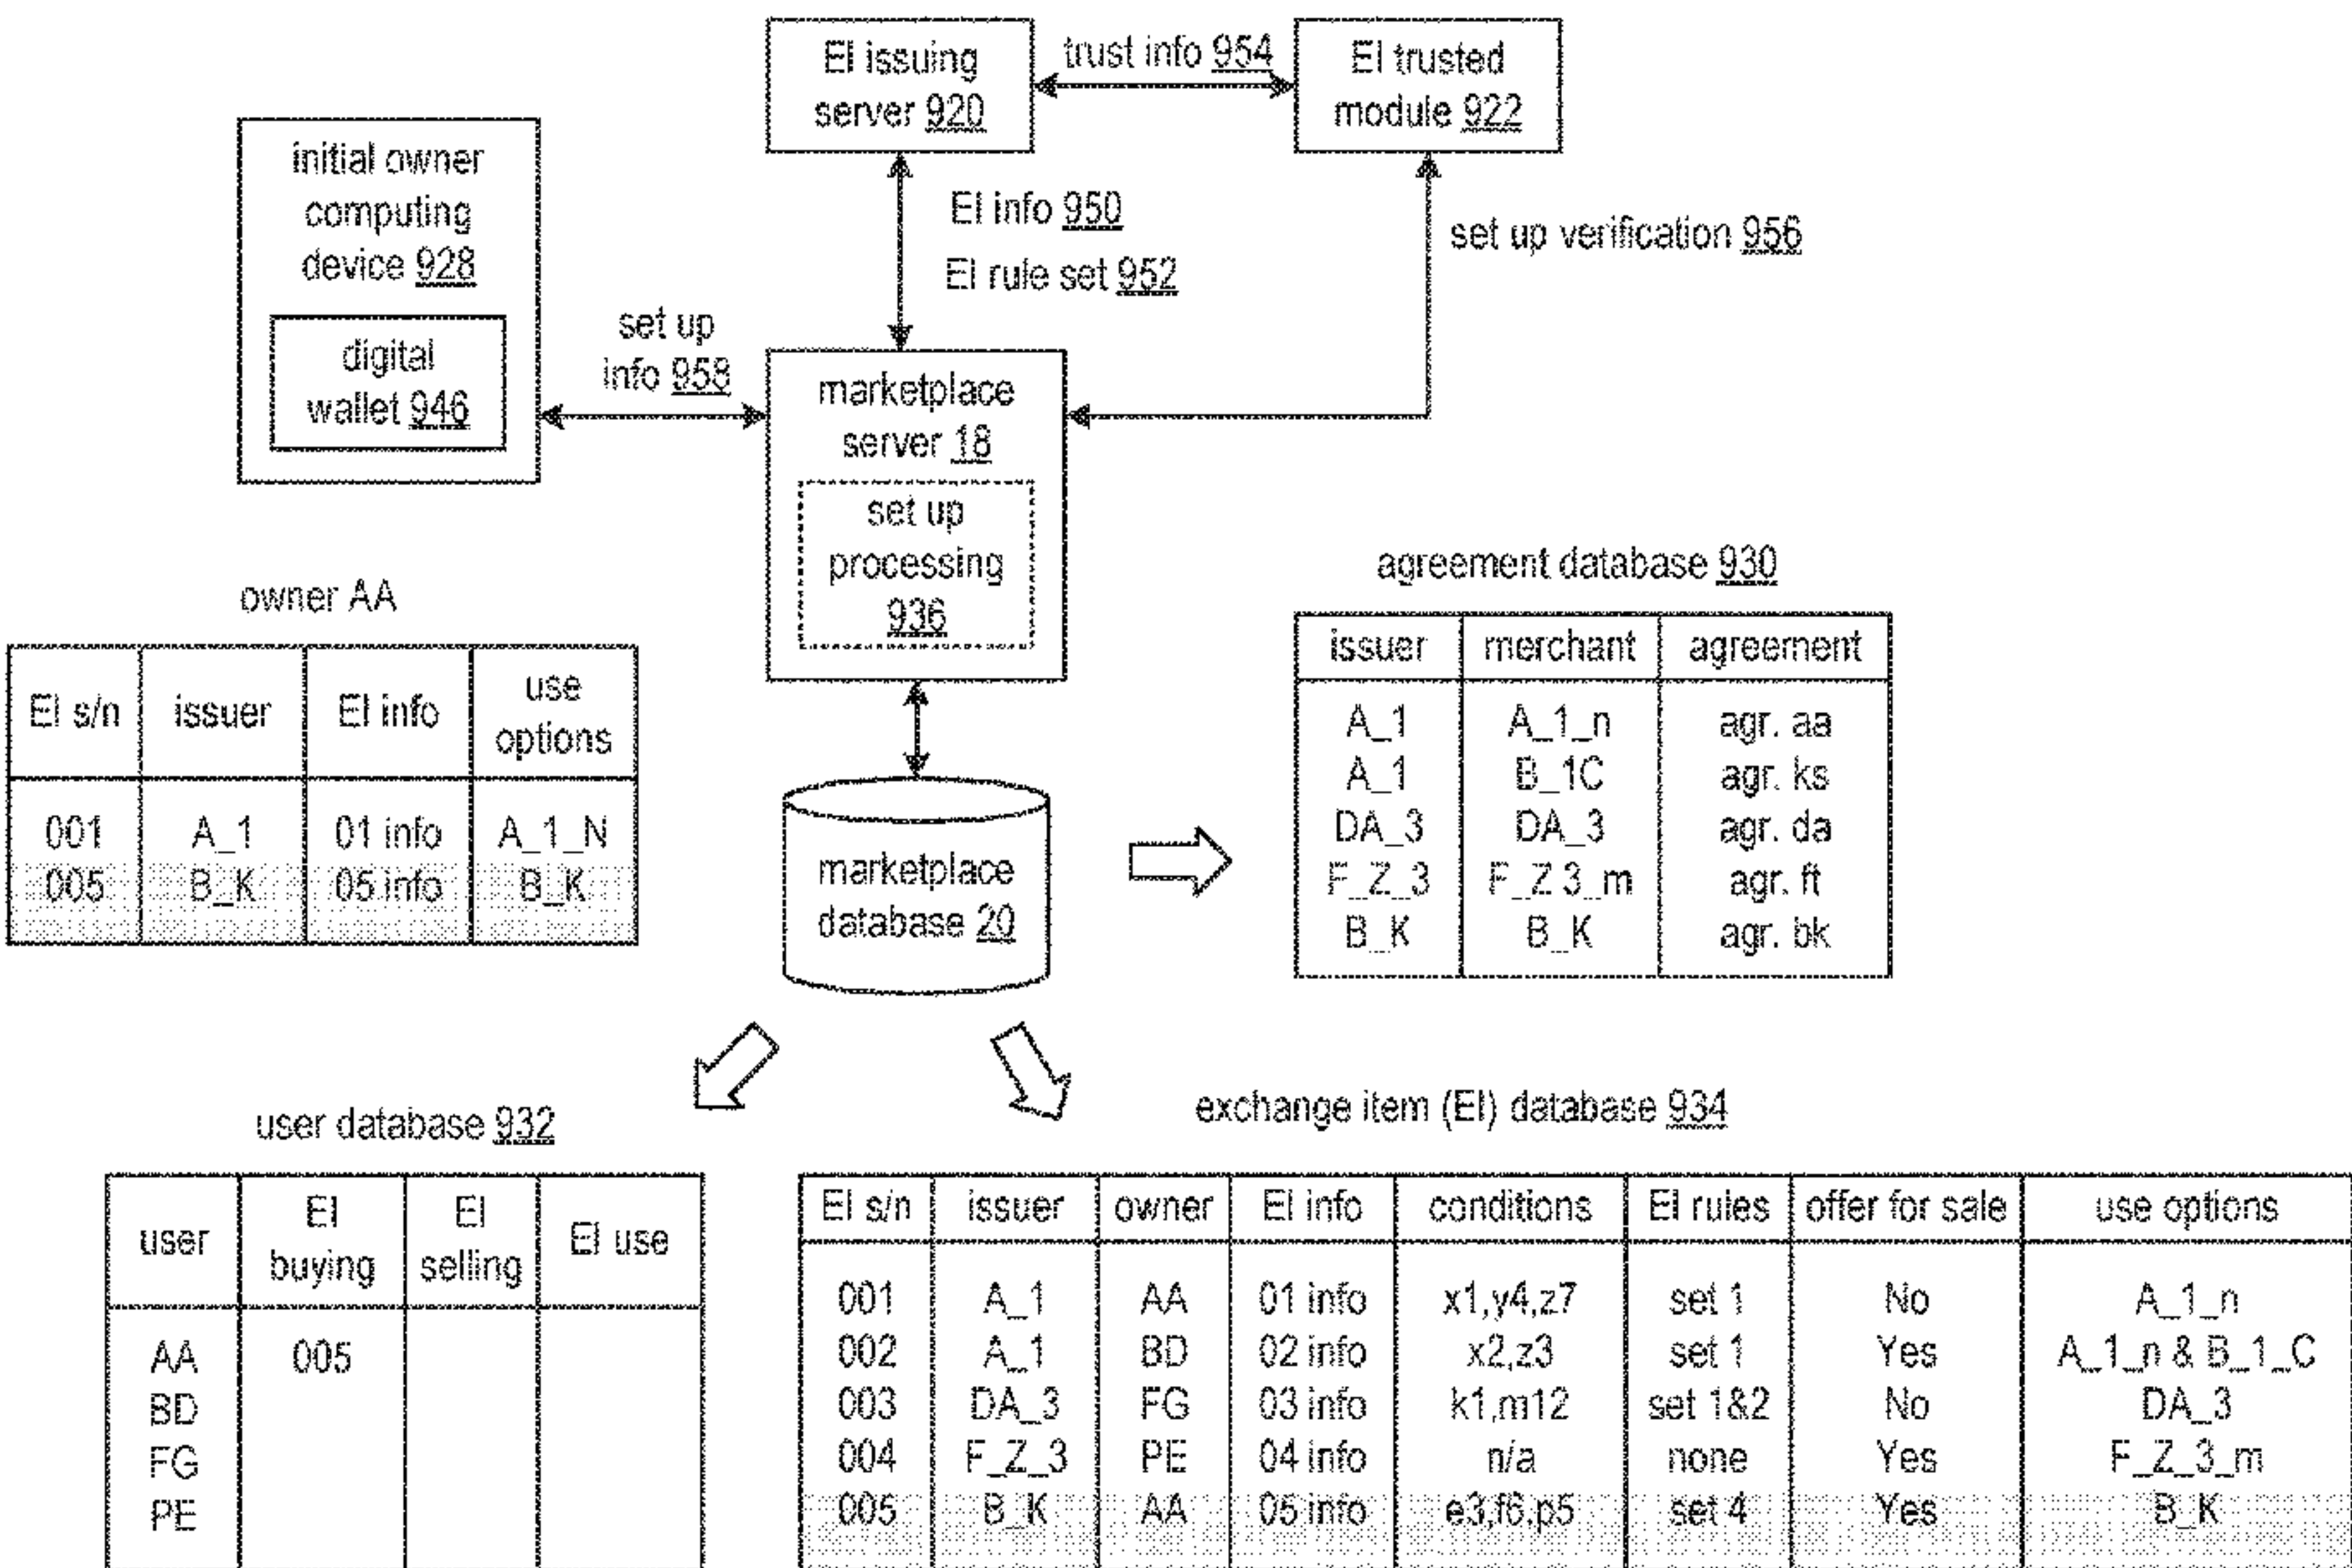 EI issuing
server 920
trust info 954
EI trusted
module 922
initial owner
computing
device 928
digital
wallet 946
EI info 950
EI rule set 952
set up verification 956
set up
info 958
marketplace
server 18
set up
processing
936
owner AA
EI s/n issuer EI info use options
001 A_1 01 info A_1_N
005 B_K 05 info B_K
agreement database 930
issuer merchant agreement
A_1 A_1_n agr. aa
A_1 B_1C agr. ks
DA_3 DA_3 agr. da
F_Z_3 F_Z 3_m agr. ft
B_K B_K agr. bk
marketplace
database 20
user database 932
user EI buying EI selling EI use
AA 005
BD
FG
PE
exchange item (EI) database 934
EI s/n issuer owner EI info conditions EI rules offer for sale use options
001 A_1 AA 01 info x1,y4,z7 set 1 No A_1_n
002 A_1 BD 02 info x2,z3 set 1 Yes A_1_n & B_1_C
003 DA_3 FG 03 info k1,m12 set 1&2 No DA_3
004 F_Z_3 PE 04 info n/a none Yes F_Z_3_m
005 B_K AA 05 info e3,f6,p5 set 4 Yes B_K